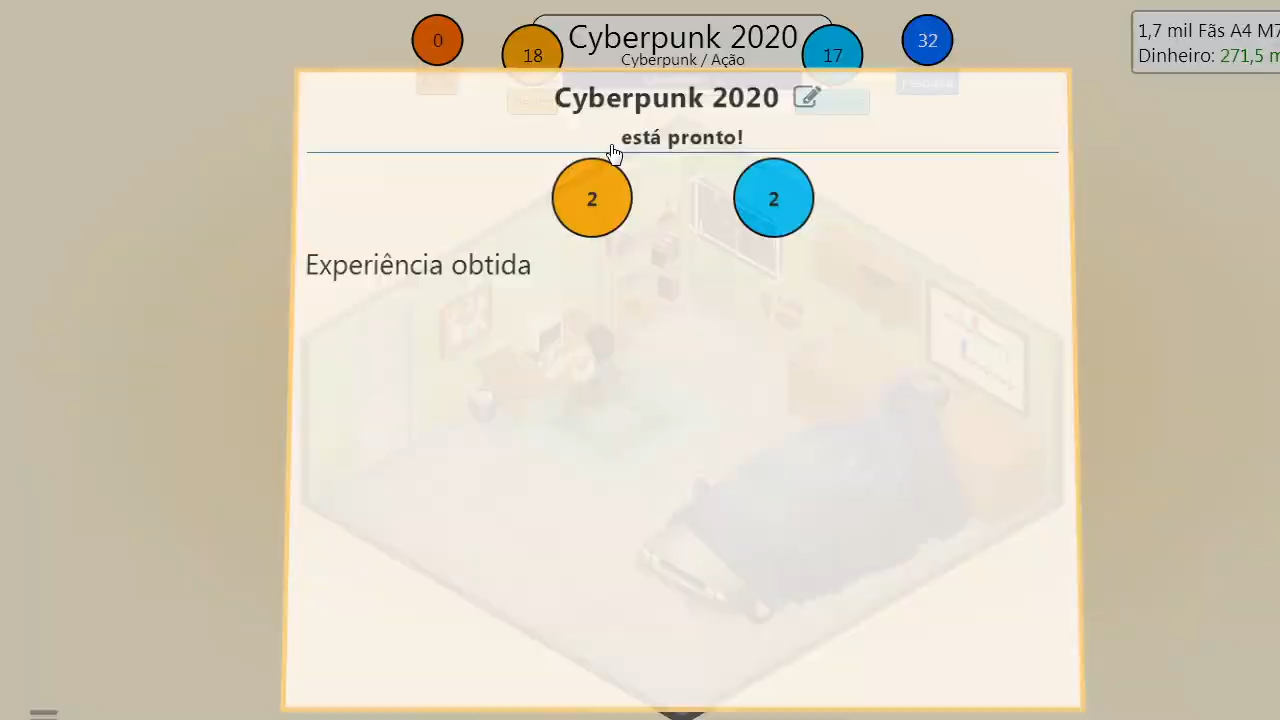 0
18
Cyberpunk 2020
17
32
Cyberpunk / Ação
1,7 mil Fãs A4 M7
Dinheiro: 271,5 m
Cyberpunk 2020
está pronto!
2
2
Experiência obtida